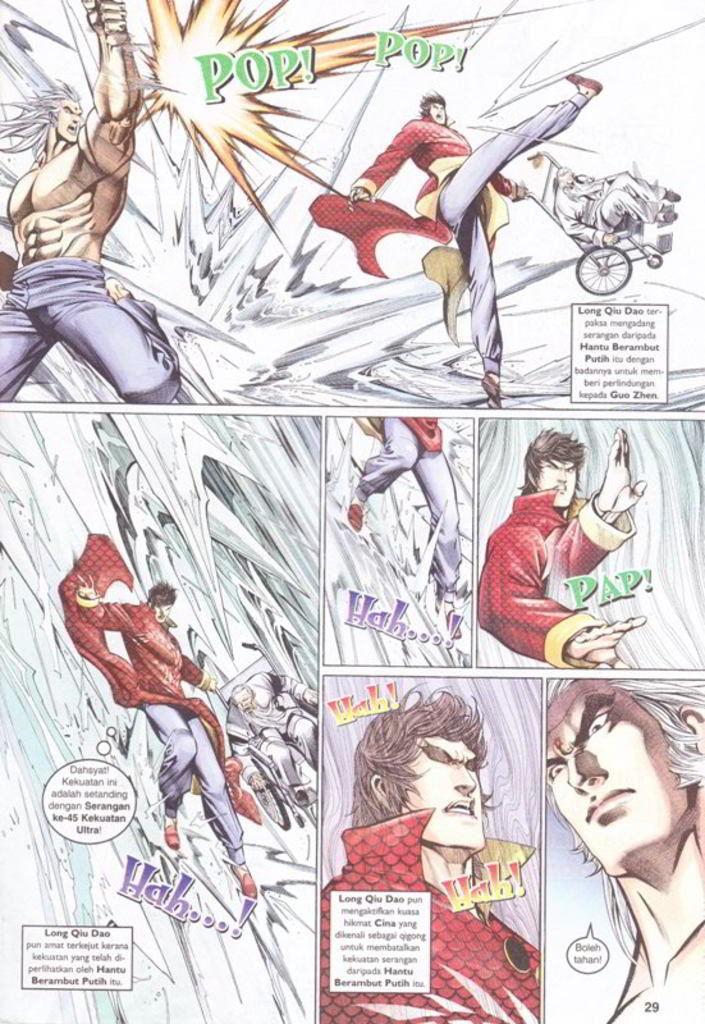 POP!
POP!
Long Qiu Dao ter-
paksa mengadang
serangan daripada
Hantu Berambut
Putih itu dengan
badannya untuk mem-
beri perlindungan
kepada Guo Zhen.
Dahsyat!
Kekuatan ini
adalah setanding
dengan Serangan
ke-45 Kekuatan
Ultra!
Hah....!
Long Qiu Dao
pun amat terkejut kerana
kekuatan yang telah di-
perlihatkan oleh Hantu
Berambut Putih itu.
Hah....!
PAP!
Hah!
Hah!
Long Qiu Dao pun
mengaktifkan kuasa
hikmat Cina yang
dikenali sebagai qigong
untuk membatalkan
kekuatan serangan
daripada Hantu
Berambut Putih itu.
Boleh
tahan!
29